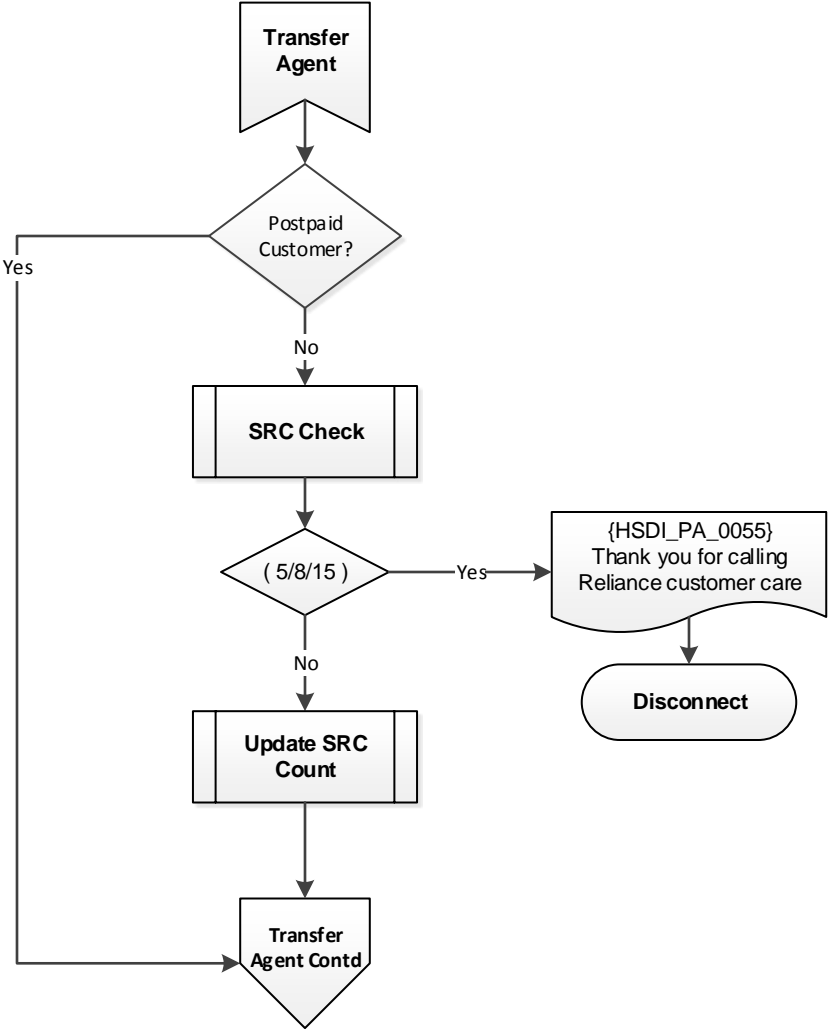 Transfer
Agent
Postpaid
Customer?
Yes
No
SRC Check
( 5/8/15 )
Yes
{HSDI_PA_0055}
Thank you for calling
Reliance customer care
No
Disconnect
Update SRC
Count
Transfer
Agent Contd